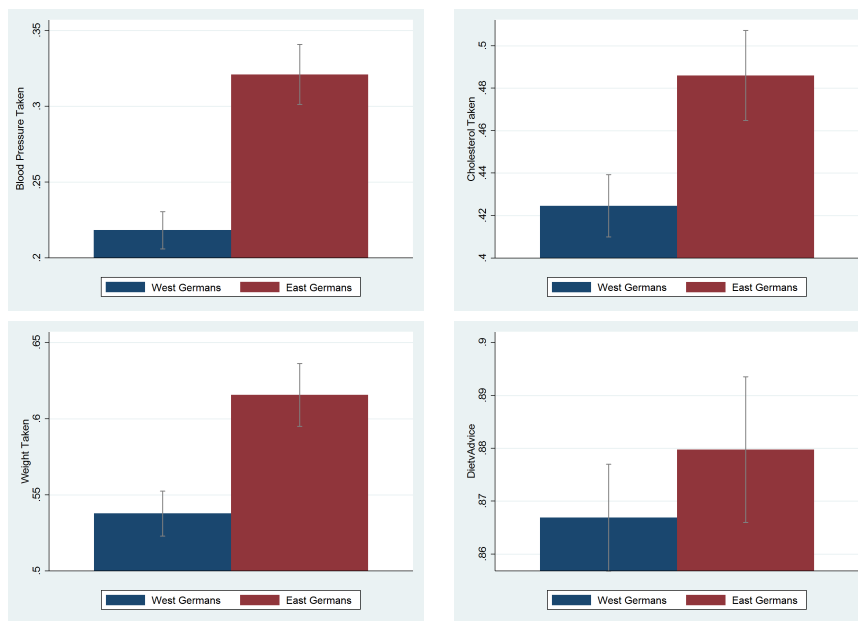 Blood Pressure Taken
.35
.3
.25
.2
West Germans East Germans
Cholesterol Taken
.5
.48
.46
.44
.42
.4
West Germans East Germans
Weight Taken
.65
.6
.55
.5
West Germans East Germans
DietvAdvice
.9
.89
.88
.87
.86
West Germans East Germans